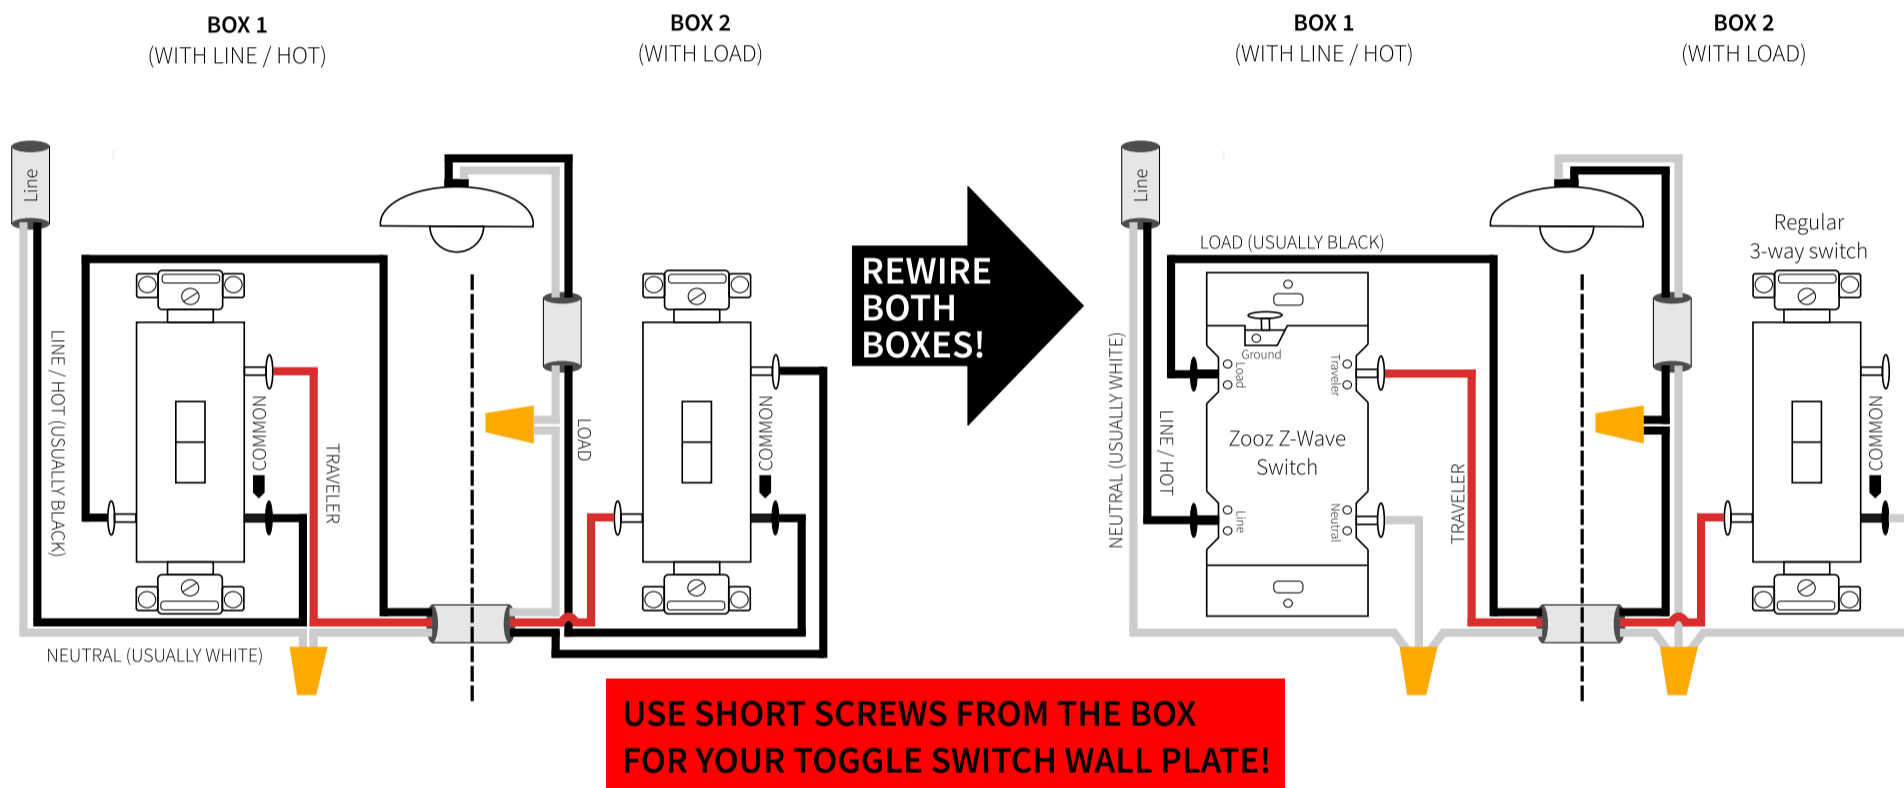 BOX 1
(WITH LINE / HOT)
BOX 2
(WITH LOAD)
BOX 1
(WITH LINE / HOT)
BOX 2
(WITH LOAD)
Line
LINE / HOT (USUALLY BLACK)
COMMON
TRAVELER
NEUTRAL (USUALLY WHITE)
LOAD
COMMON
REWIRE
BOTH
BOXES!
Line
LOAD (USUALLY BLACK)
NEUTRAL (USUALLY WHITE)
LINE / HOT
Ground
Load
Traveler
Zooz Z-Wave
Switch
Line
Neutral
TRAVELER
Regular
3-way switch
COMMON
USE SHORT SCREWS FROM THE BOX
FOR YOUR TOGGLE SWITCH WALL PLATE!